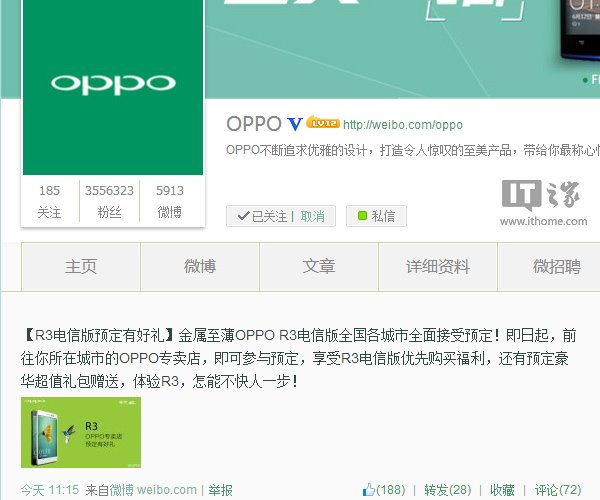 oppo
6月12日
OPPO V LV12 http://weibo.com/oppo
OPPO不断追求优雅的设计，打造令人惊叹的至美产品，带给你最称心
185 3556323 5913
关注 粉丝 微博
已关注 | 取消 私信
IT之家
www.ithome.com
主页 微博 文章 详细资料 微招聘
【R3电信版预定有好礼】金属至薄OPPO R3电信版全国各城市全面接受预定！即日起，前
往你所在城市的OPPO专卖店，即可参与预定，享受R3电信版优先购买福利，还有预定豪
华超值礼包赠送，体验R3，怎能不快人一步！
oppo
R3
OPPO专卖店
预定有好礼
今天 11:15 来自微博 weibo.com | 举报 (188) | 转发(28) | 收藏 | 评论(72)